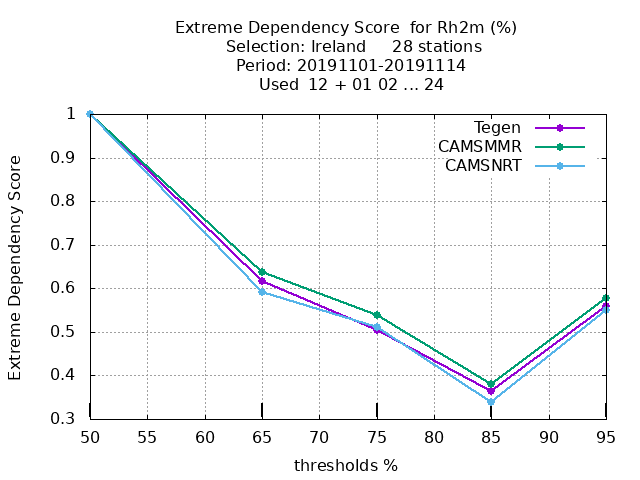 Extreme Dependency Score  for Rh2m (%)
Selection: Ireland     28 stations
Period: 20191101-20191114
Used  12 + 01 02 ... 24
Extreme Dependency Score
1
0.9
0.8
0.7
0.6
0.5
0.4
0.3
Tegen
CAMSMMR
CAMSNRT
50 55 60 65 70 75 80 85 90 95
thresholds %